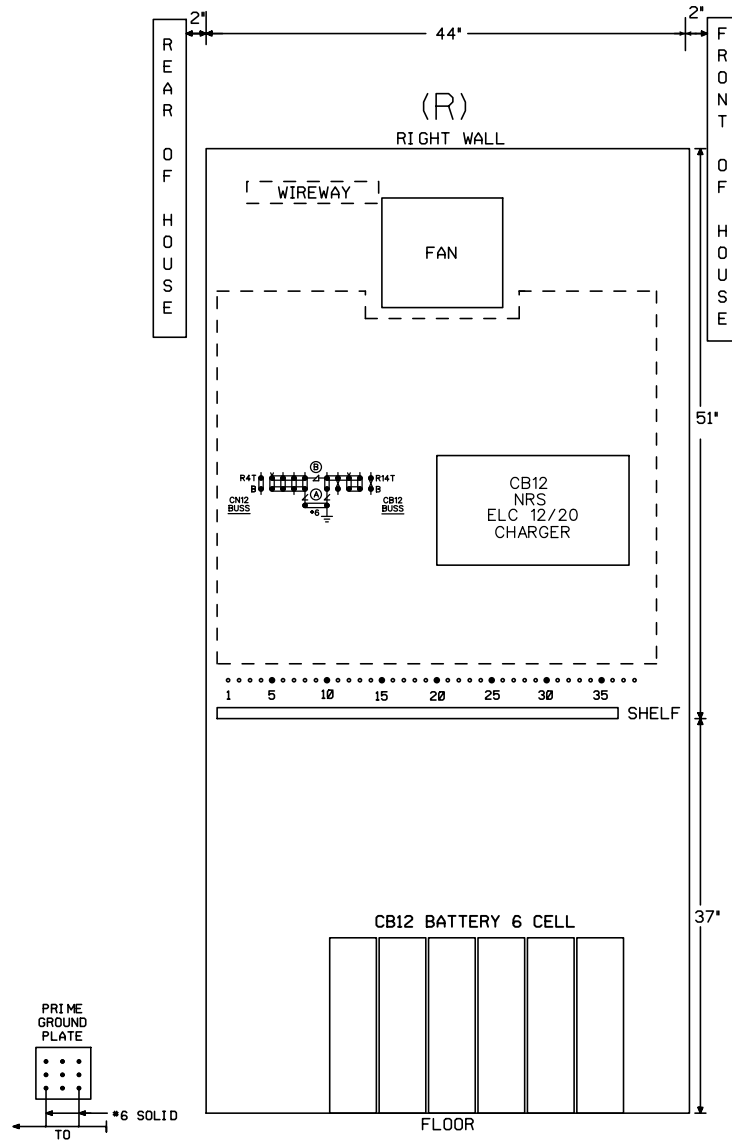 2"
44"
2"
REAR OF HOUSE
FRONT OF HOUSE
(R)
RIGHT WALL
WIREWAY
FAN
51"
B
R4T
R14T
B
A
B
CN12
BUSS
CB12
BUSS
#6
CB12
NRS
ELC 12/20
CHARGER
1 5 10 15 20 25 30 35
SHELF
37"
CB12 BATTERY 6 CELL
PRIME
GROUND
PLATE
#6 SOLID
TO
FLOOR